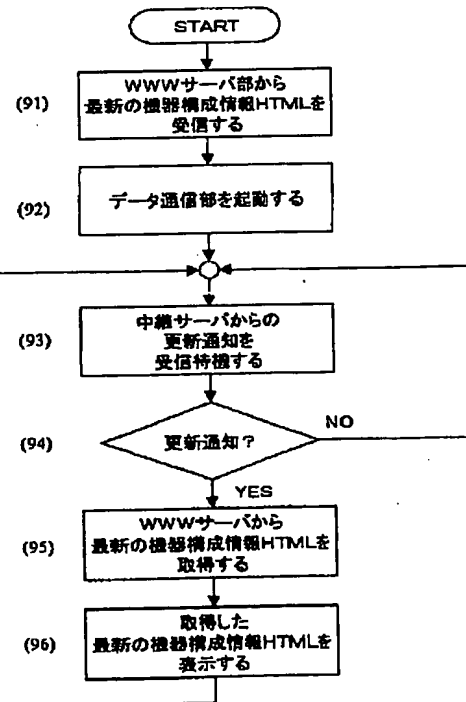 START
(91)
WWWサーバ部から
最新の機器構成情報HTMLを
受信する
(92)
データ通信部を起動する
(93)
中継サーバからの
更新通知を
受信待機する
(94)
更新通知?
NO
YES
(95)
WWWサーバから
最新の機器構成情報HTMLを
取得する
(96)
取得した
最新の機器構成情報HTMLを
表示する